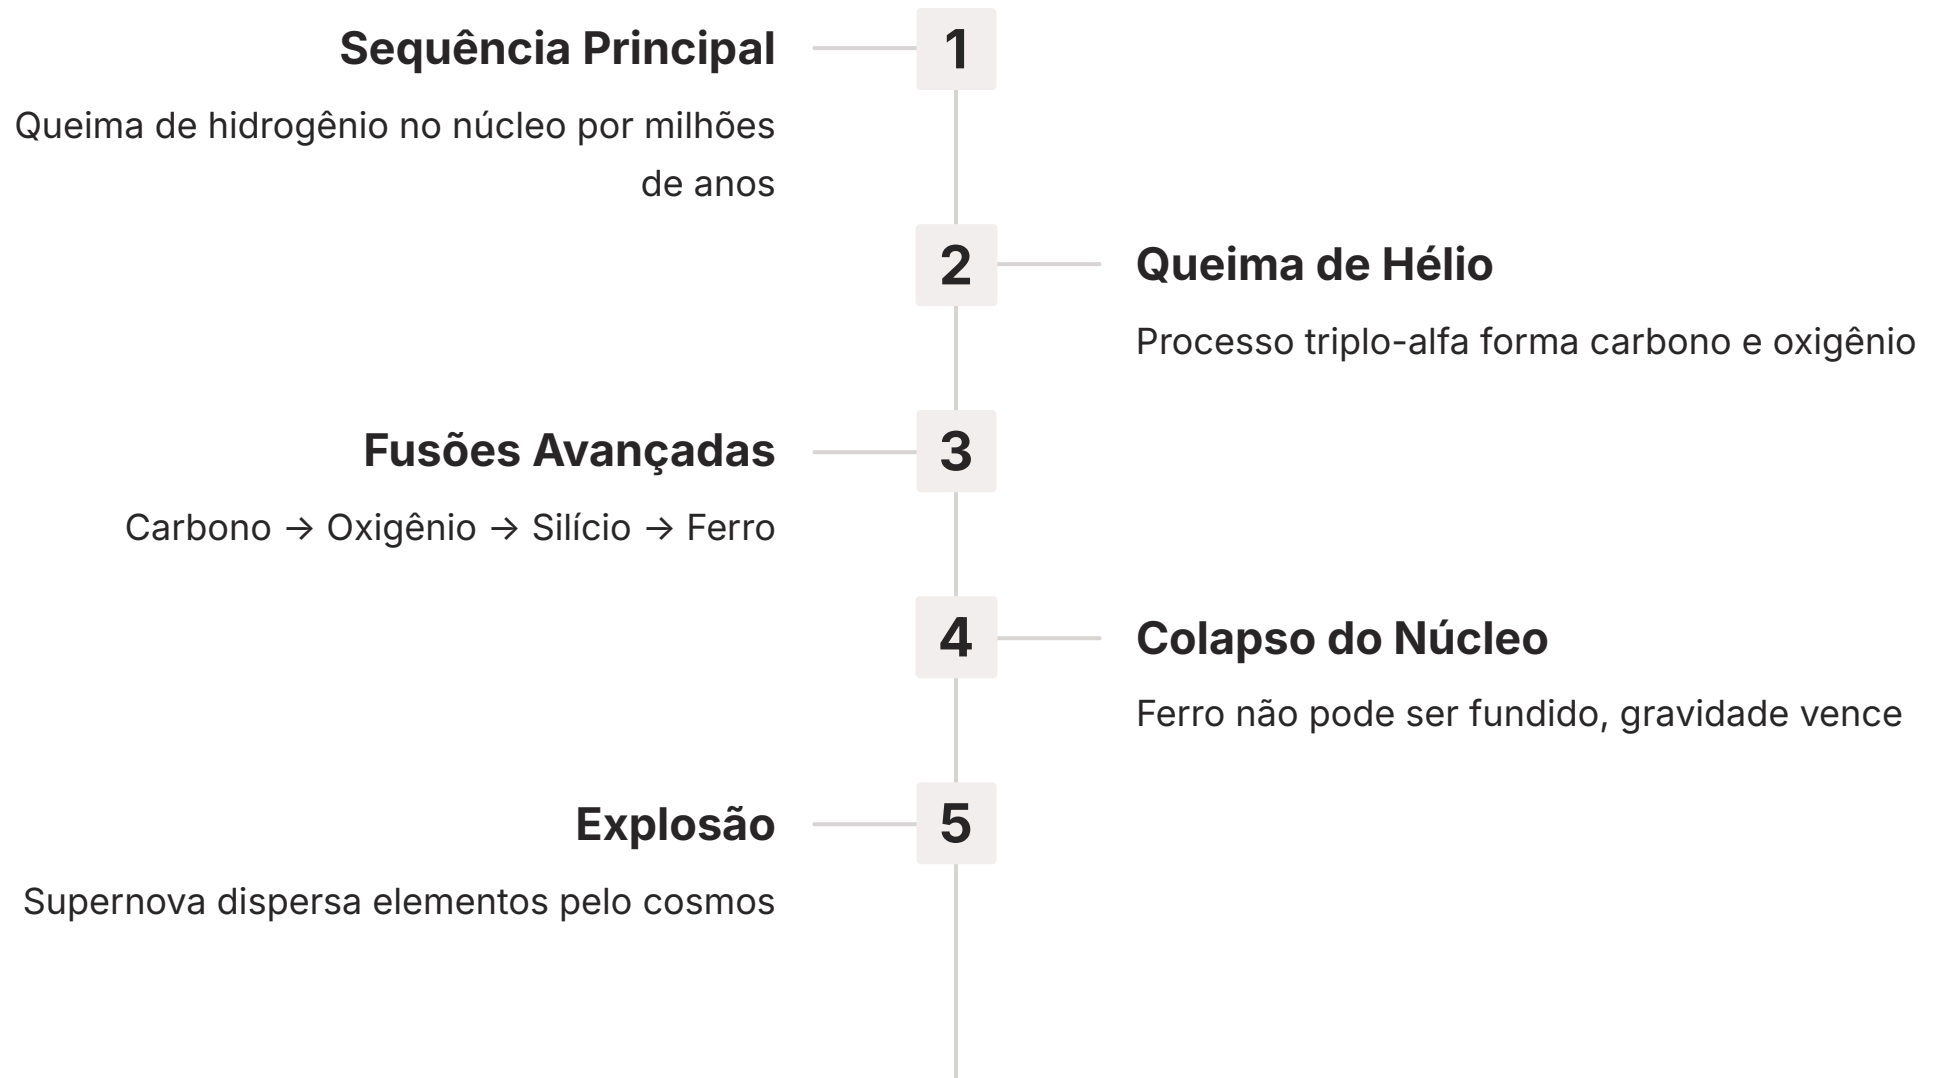 Sequência Principal
1
Queima de hidrogênio no núcleo por milhões
de anos
2
Queima de Hélio
Processo triplo-alfa forma carbono e oxigênio
Fusões Avançadas
3
Carbono → Oxigênio → Silício → Ferro
4
Colapso do Núcleo
Ferro não pode ser fundido, gravidade vence
Explosão
5
Supernova dispersa elementos pelo cosmos